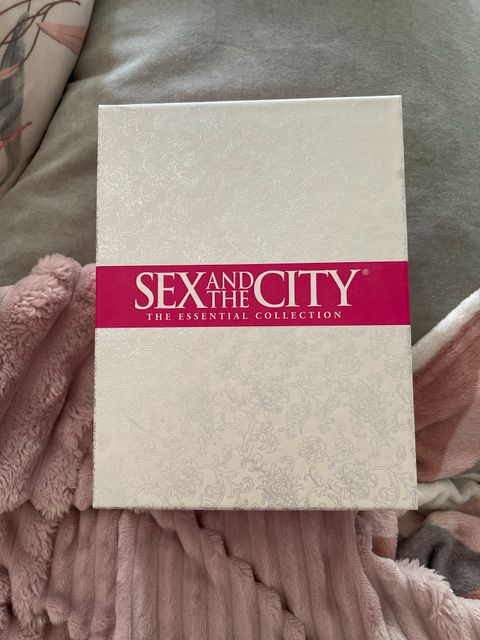 SEX AND THE CITY®
THE ESSENTIAL COLLECTION